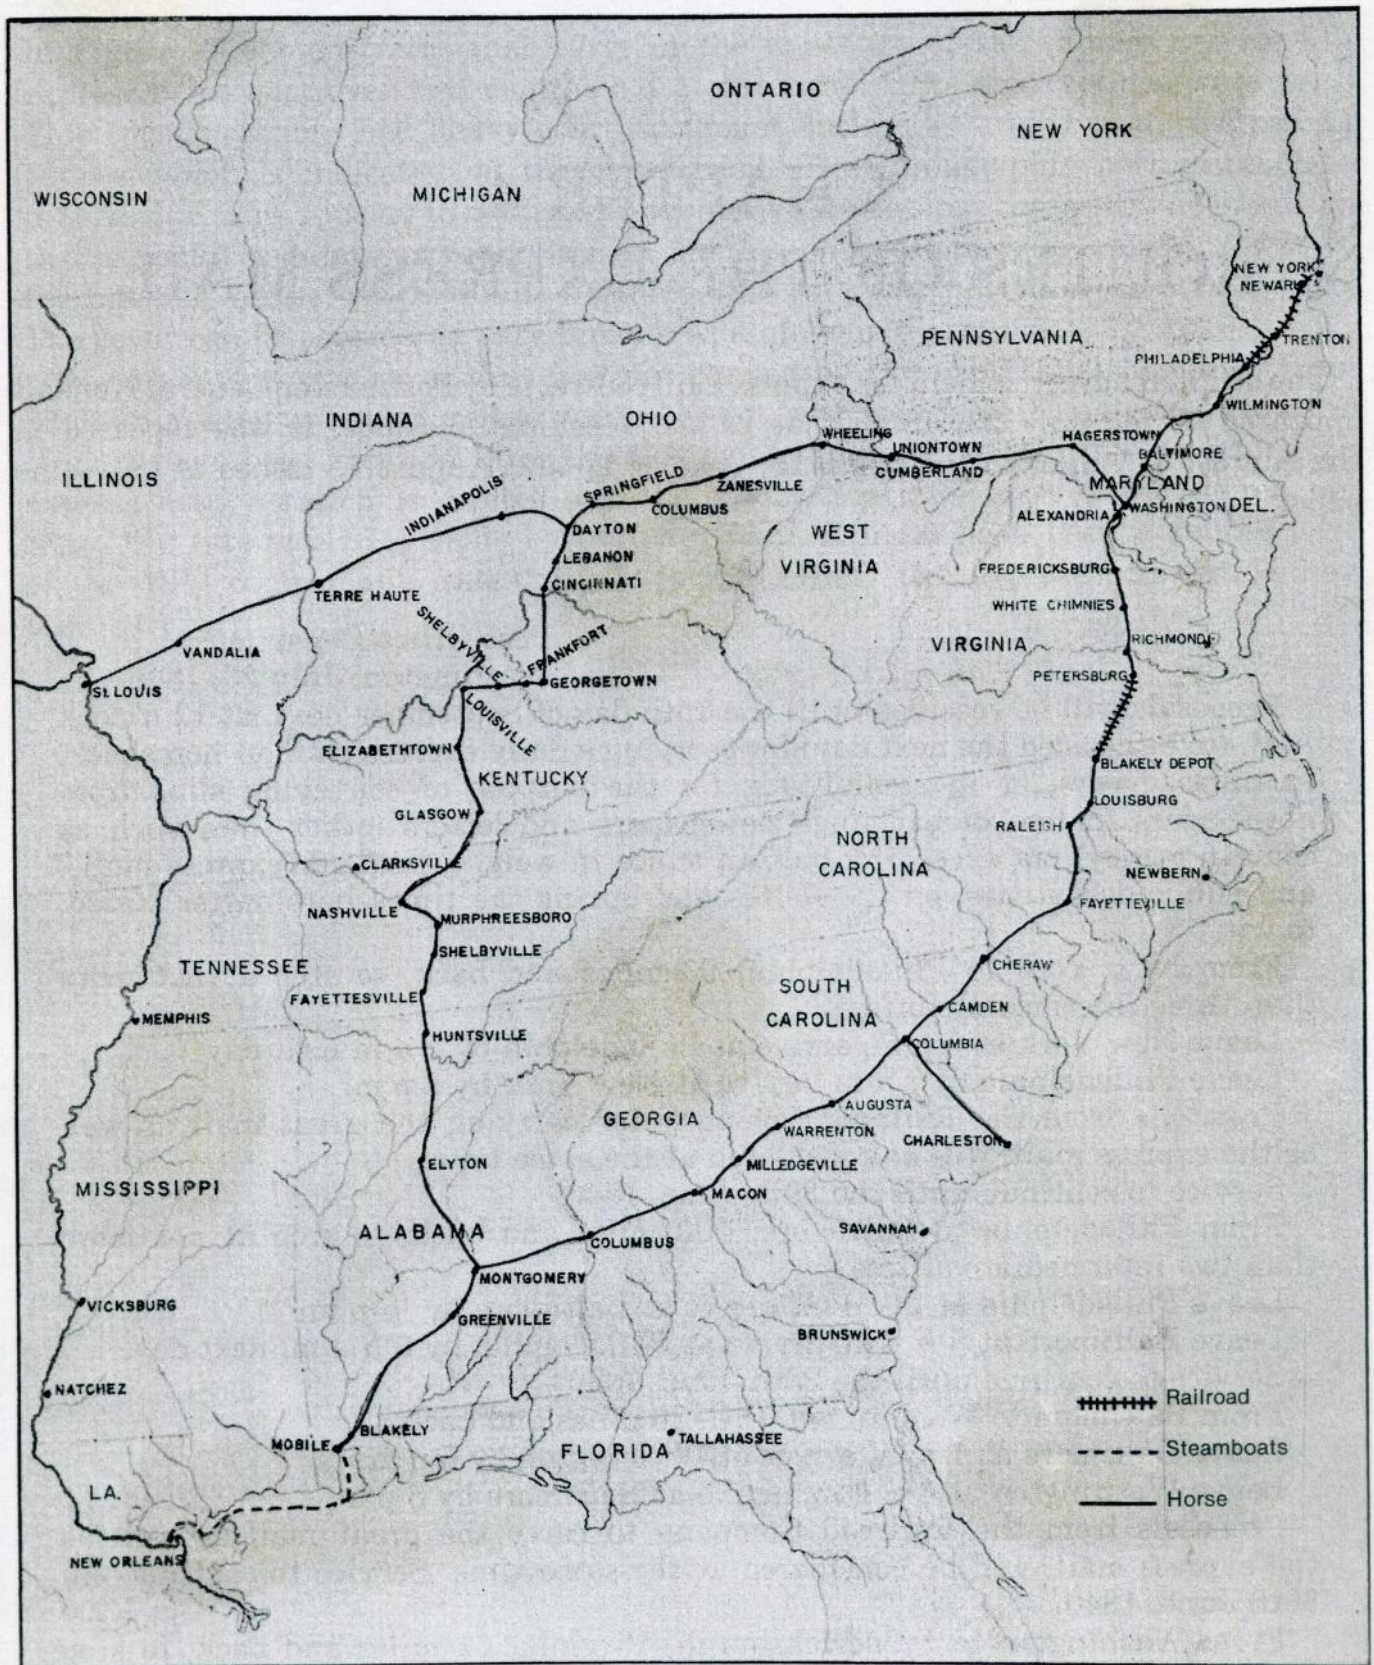 ONTARIO
NEW YORK
WISCONSIN
MICHIGAN
NEW YORK
NEWARK
PENNSYLVANIA
TRENTON
PHILADELPHIA
WILMINGTON
INDIANA
OHIO
WHEELING
UNIONTOWN
HAGERSTOWN
CUMBERLAND
BALTIMORE
ILLINOIS
MARYLAND
INDIANAPOLIS
SPRINGFIELD
ZANESVILLE
COLUMBUS
WASHINGTON
DEL.
ALEXANDRIA
DAYTON
WEST
VIRGINIA
LEBANON
CINCINNATI
FREDERICKSBURG
TERRE HAUTE
WHITE CHIMNIES
SHELBYVILLE
FRANKFORT
VIRGINIA
RICHMOND
VANDALIA
GEORGETOWN
PETERSBURG
St. LOUIS
LOUISVILLE
ELIZABETHTOWN
KENTUCKY
BLAKELY DEPOT
LOUISBURG
GLASGOW
RALEIGH
NORTH
CAROLINA
CLARKSVILLE
NEWBERN
NASHVILLE
FAYETTEVILLE
MURPHREESBORO
SHELBYVILLE
TENNESSEE
CHERAW
FAYETTESVILLE
SOUTH
CAROLINA
CAMDEN
MEMPHIS
HUNTSVILLE
COLUMBIA
AUGUSTA
GEORGIA
WARRENTON
CHARLESTON
ELYTON
MILLEDGEVILLE
MISSISSIPPI
MACON
ALABAMA
SAVANNAH
COLUMBUS
MONTGOMERY
VICKSBURG
GREENVILLE
BRUNSWICK
NATCHEZ
Railroad
BLAKELY
MOBILE
TALLAHASSEE
FLORIDA
Steamboats
LA.
Horse
NEW ORLEANS